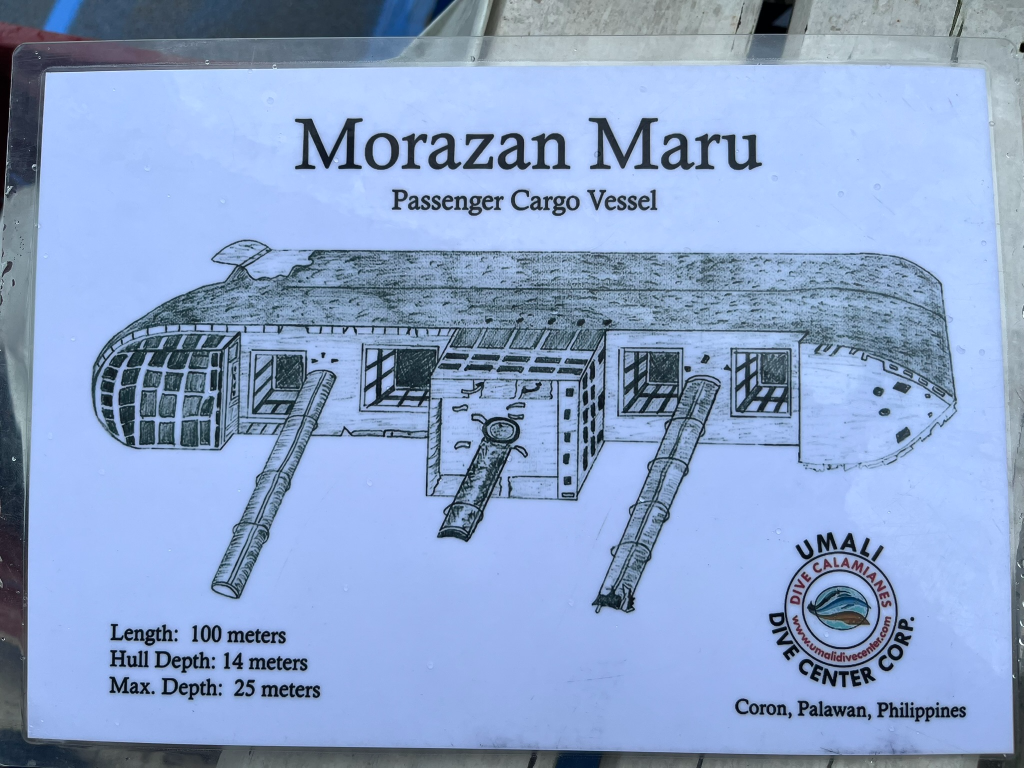 Morazan Maru
Passenger Cargo Vessel
Length: 100 meters
Hull Depth: 14 meters
Max. Depth: 25 meters
UMALI
DIVE CALAMIANES
www.umalidivecenter.com
DIVE CENTER CORP.
Coron, Palawan, Philippines